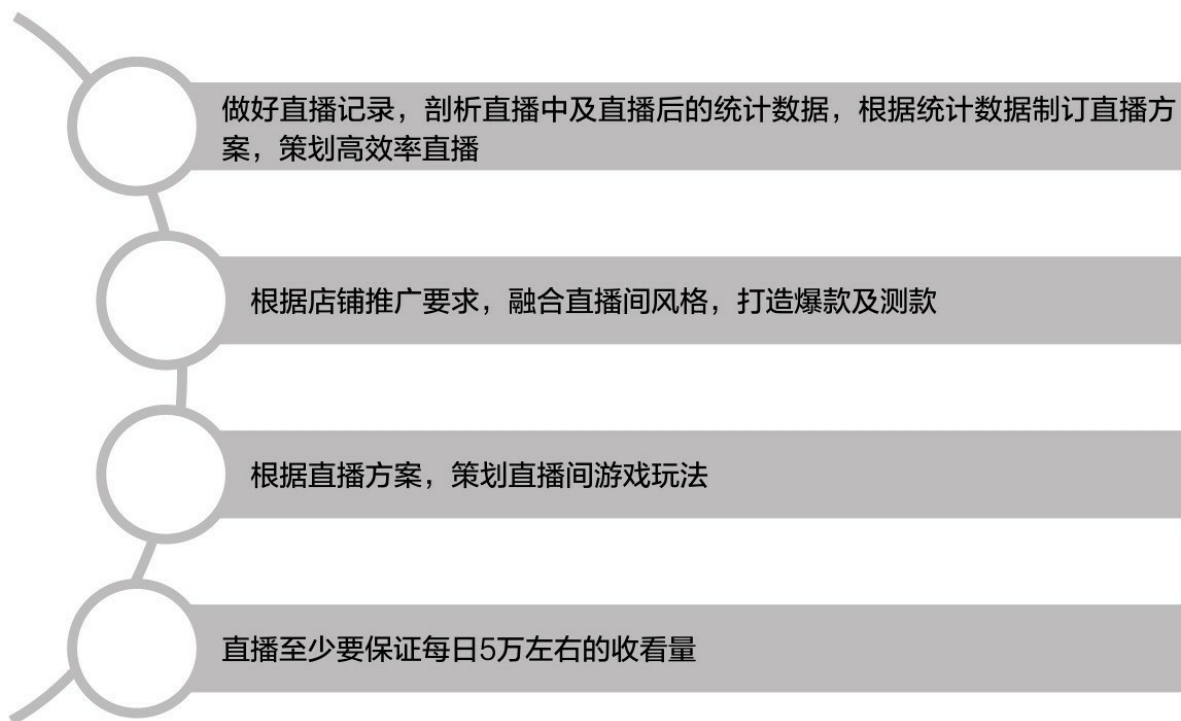 做好直播记录，剖析直播中及直播后的统计数据，根据统计数据制订直播方
案，策划高效率直播
根据店铺推广要求，融合直播间风格，打造爆款及测款
根据直播方案，策划直播间游戏玩法
直播至少要保证每日5万左右的收看量